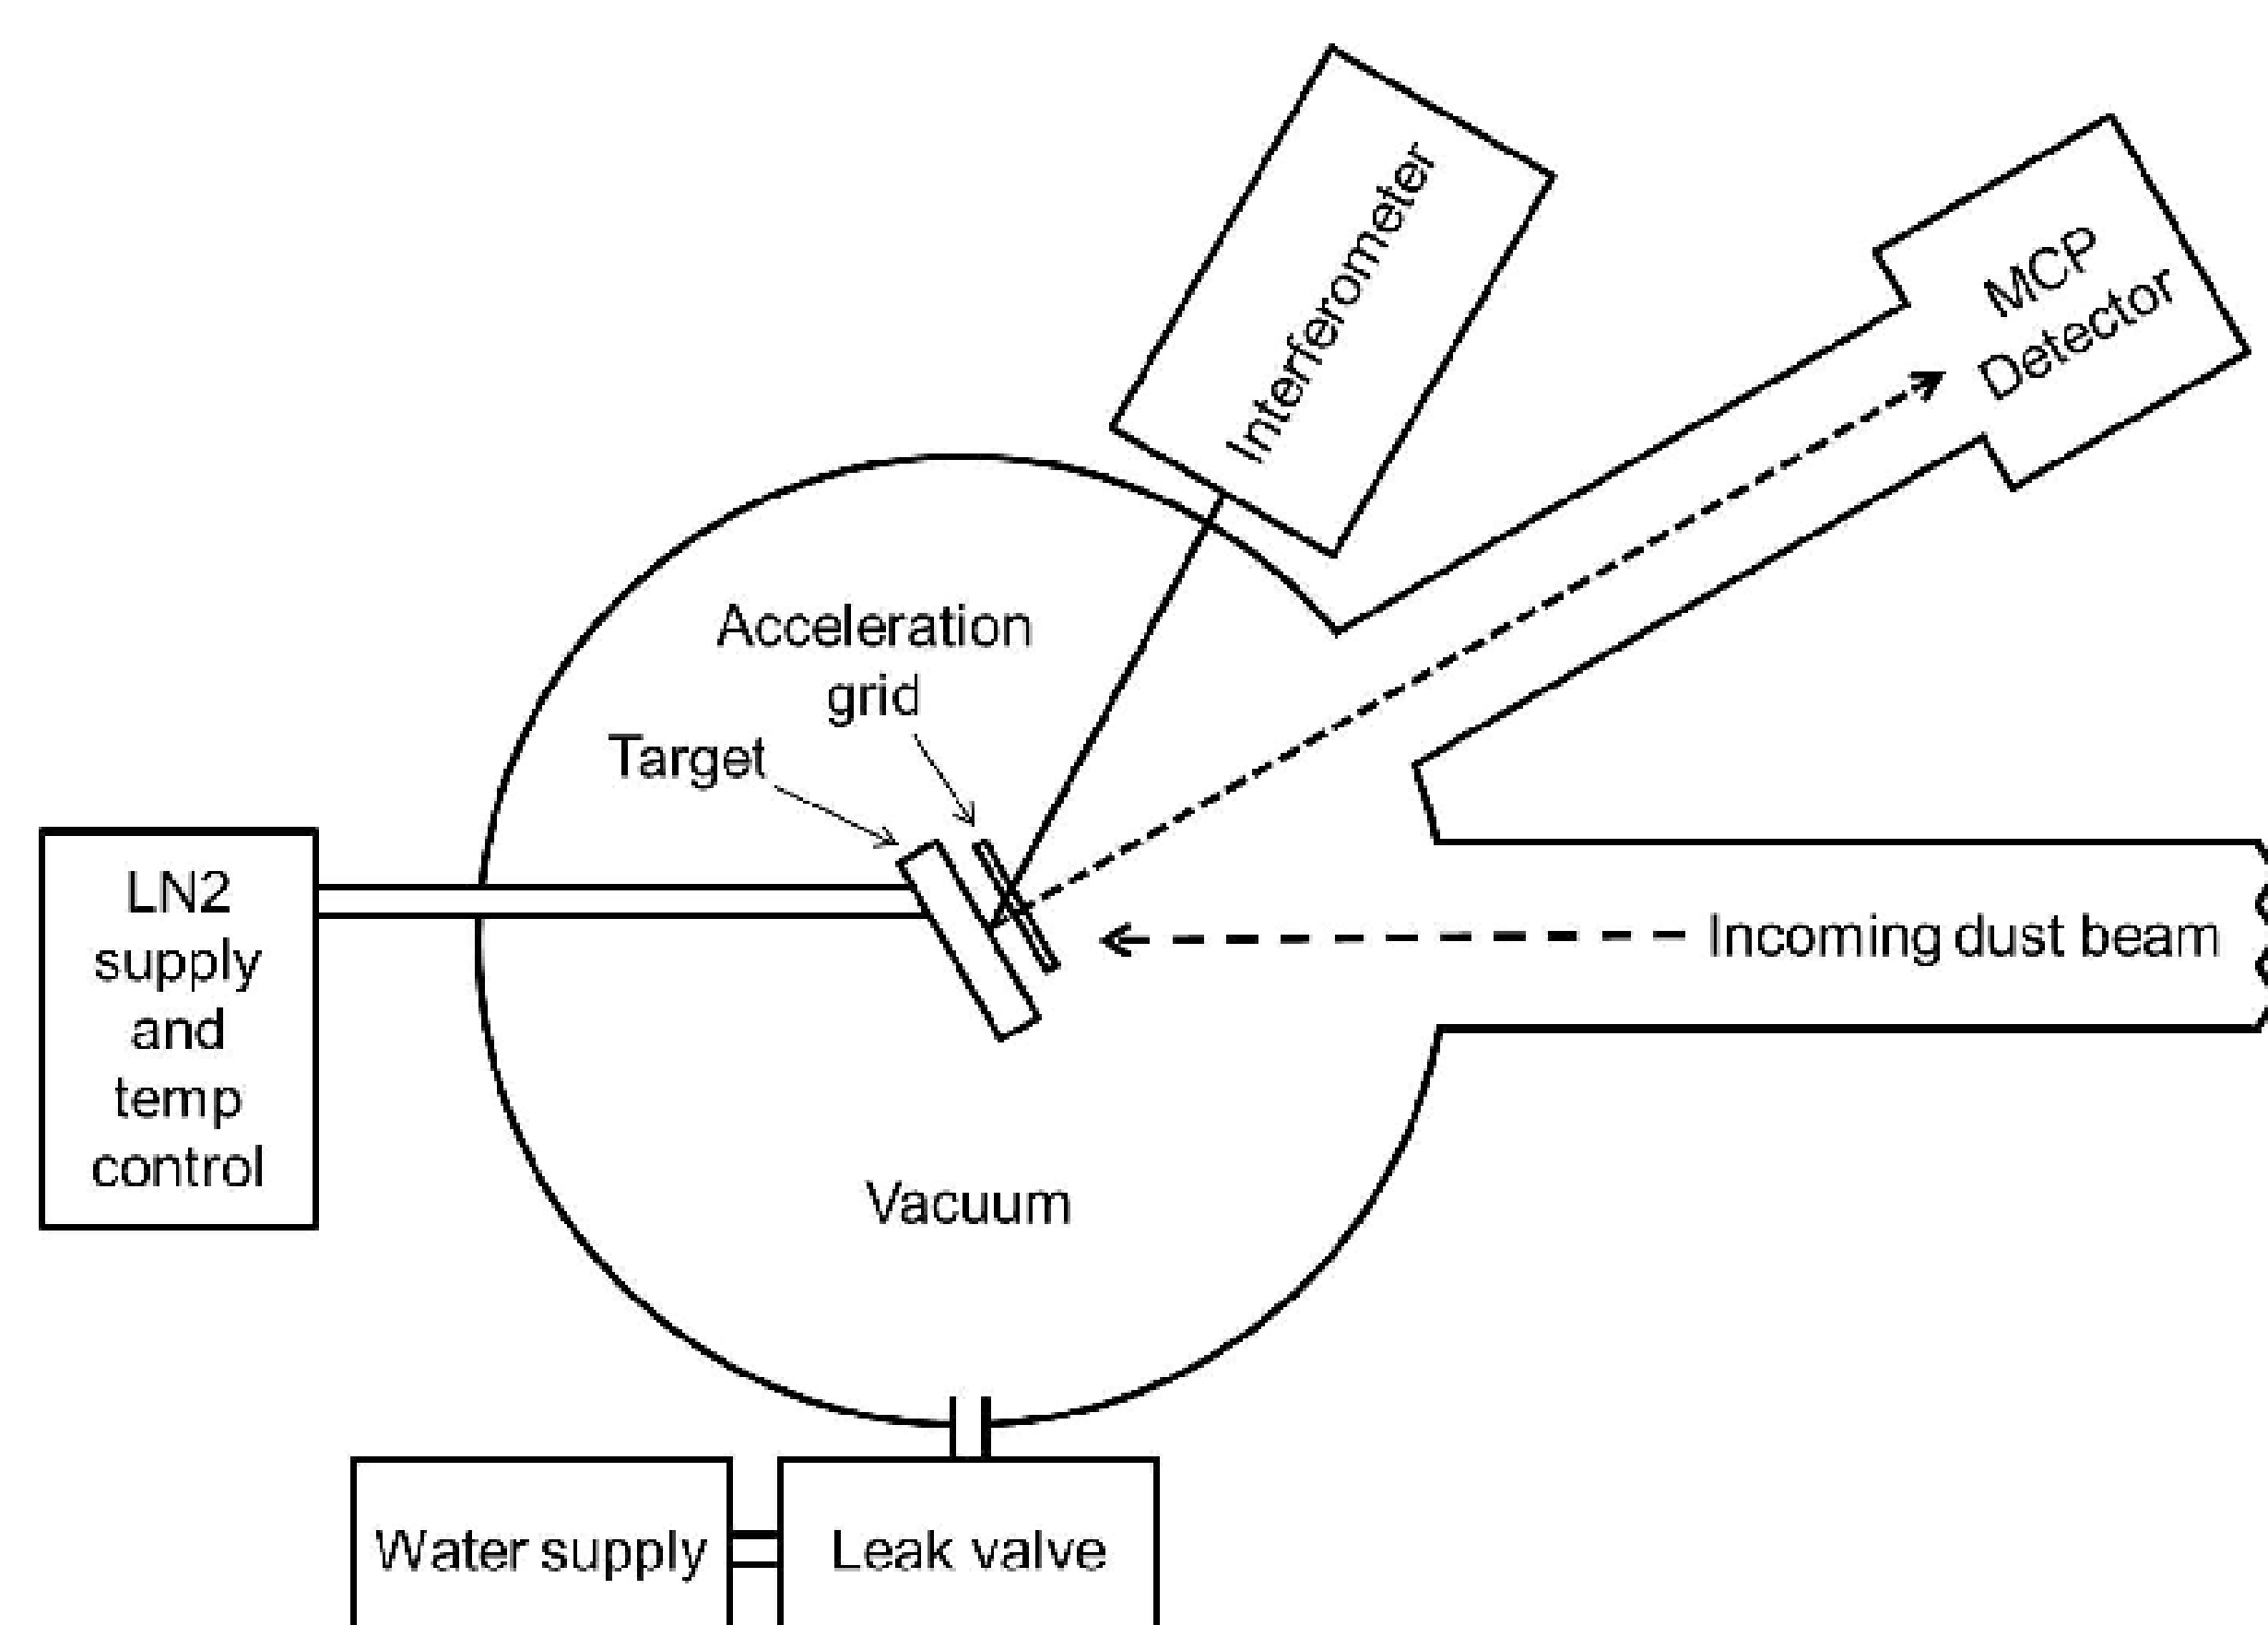 Interferometer
MCP
Detector
Acceleration
grid
Target
LN2
supply
and
temp
control
Incoming dust beam
Vacuum
Water supply
Leak valve